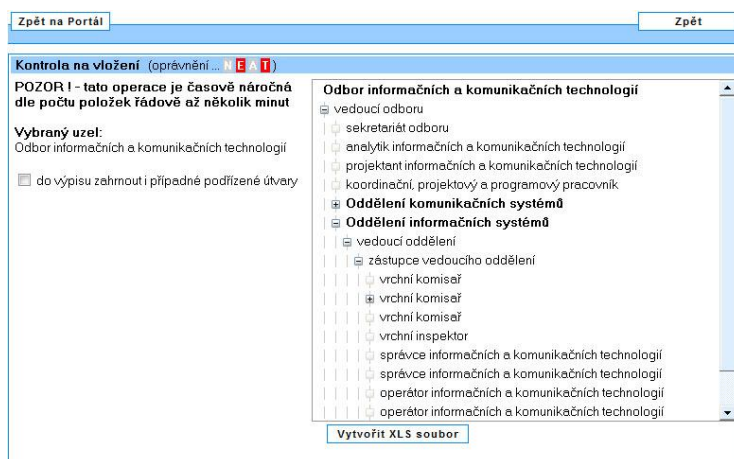 Zpět na Portál
Zpět
Kontrola na vložení (oprávnění ... N E A T)
POZOR ! - tato operace je časově náročná
dle počtu položek řádově až několik minut
Vybraný uzel:
Odbor informačních a komunikačních technologií
do výpisu zahrnout i případné podřízené útvary
Odbor informačních a komunikačních technologií
vedoucí odboru
sekretariát odboru
analytik informačních a komunikačních technologií
projektant informačních a komunikačních technologií
koordinační, projektový a programový pracovník
Oddělení komunikačních systémů
Oddělení informačních systémů
vedoucí oddělení
zástupce vedoucího oddělení
vrchní komisař
vrchní komisař
vrchní komisař
vrchní inspektor
správce informačních a komunikačních technologií
správce informačních a komunikačních technologií
operátor informačních a komunikačních technologií
operátor informačních a komunikačních technologií
Vytvořit XLS soubor